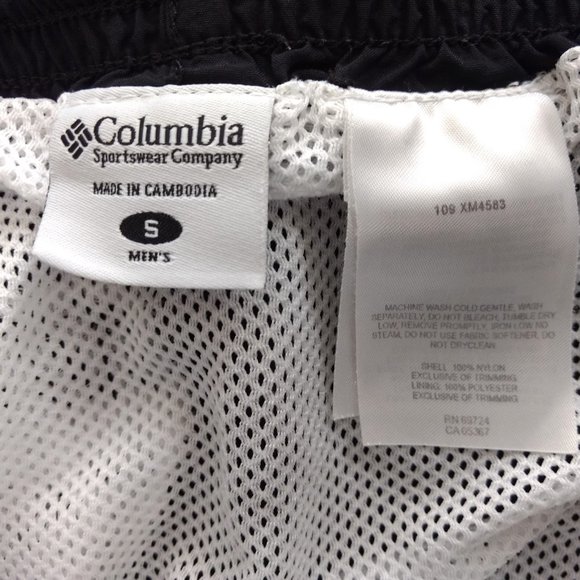 Columbia
Sportswear Company
MADE IN CAMBODIA
S
MEN'S
109 XM4583
MACHINE WASH COLD GENTLE, WASH
SEPARATELY, DO NOT BLEACH, TUMBLE DRY
LOW, REMOVE PROMPTLY, IRON LOW NO
STEAM, DO NOT USE FABRIC SOFTENER, DO
NOT DRYCLEAN.
SHELL: 100% NYLON
EXCLUSIVE OF TRIMMING
LINING: 100% POLYESTER
EXCLUSIVE OF TRIMMING
RN 69724
CA 05367